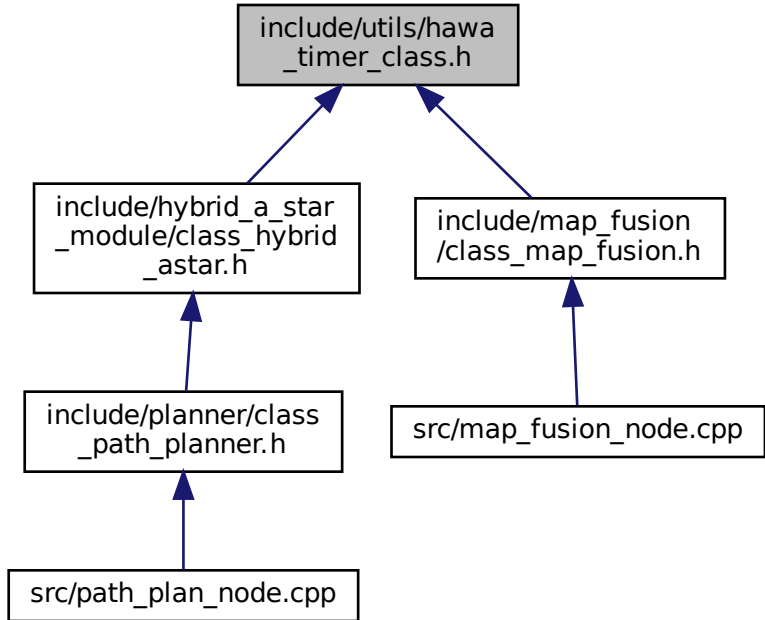 include/utils/hawa
_timer_class.h
include/hybrid_a_star
_module/class_hybrid
_astar.h
include/map_fusion
/class_map_fusion.h
include/planner/class
_path_planner.h
src/map_fusion_node.cpp
src/path_plan_node.cpp